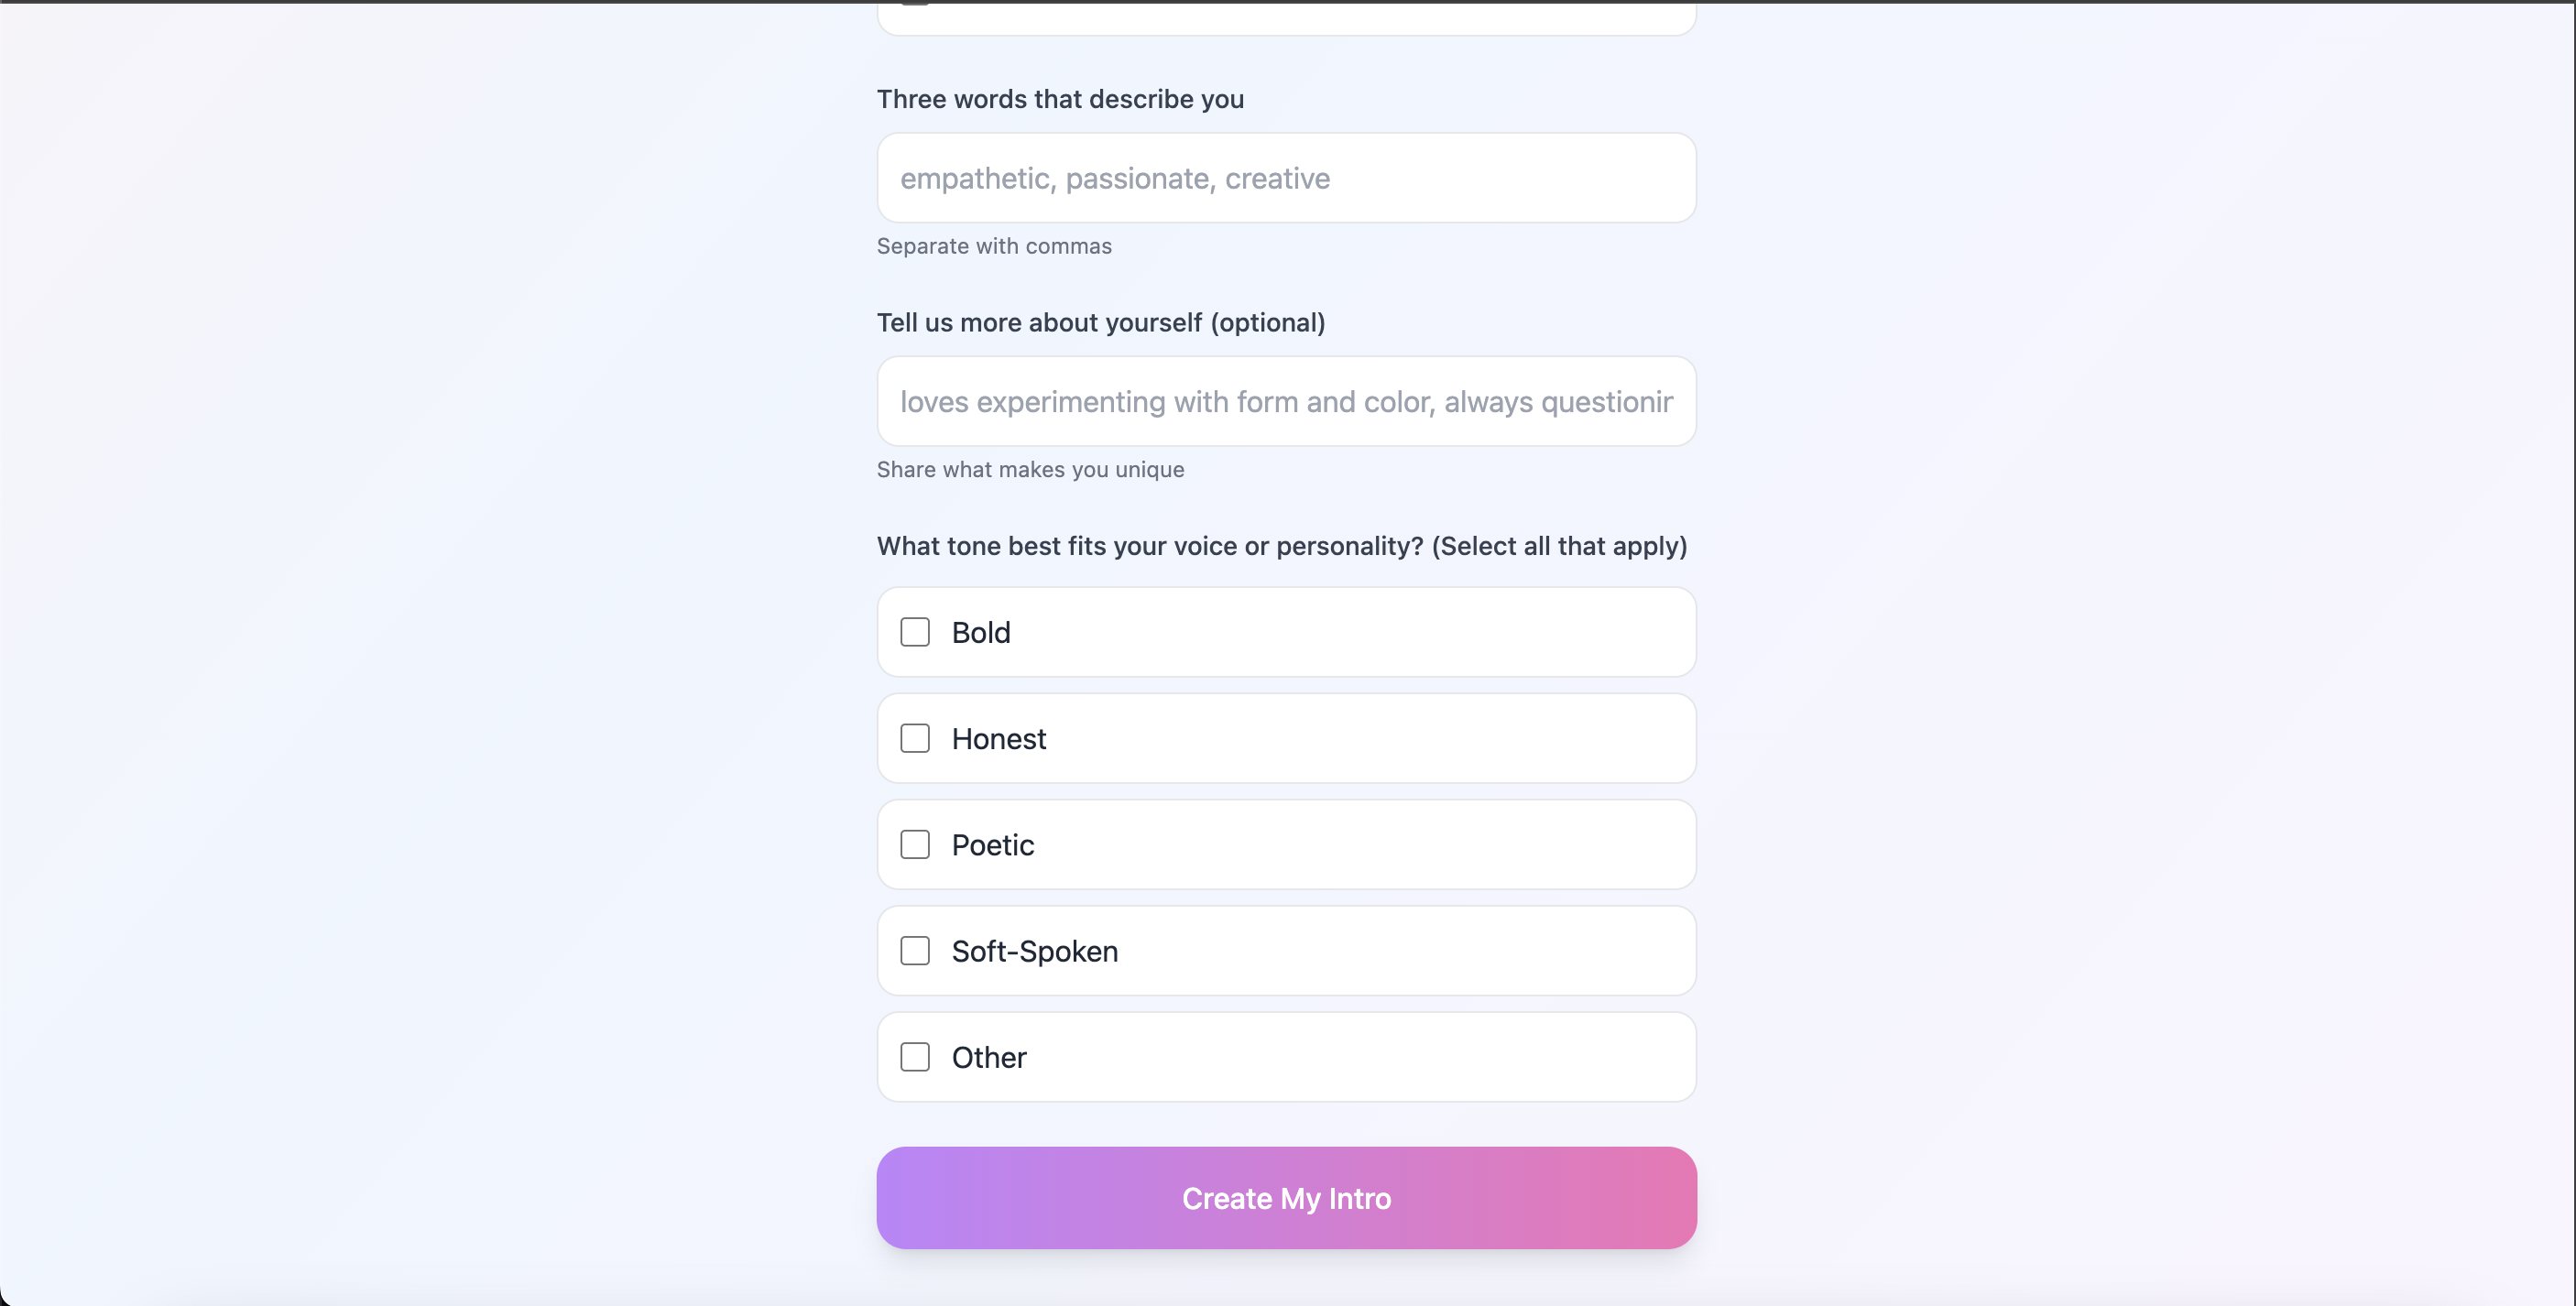 Three words that describe you
empathetic, passionate, creative
Separate with commas
Tell us more about yourself (optional)
loves experimenting with form and color, always questionin
Share what makes you unique
What tone best fits your voice or personality? (Select all that apply)
Bold
Honest
Poetic
Soft-Spoken
Other
Create My Intro